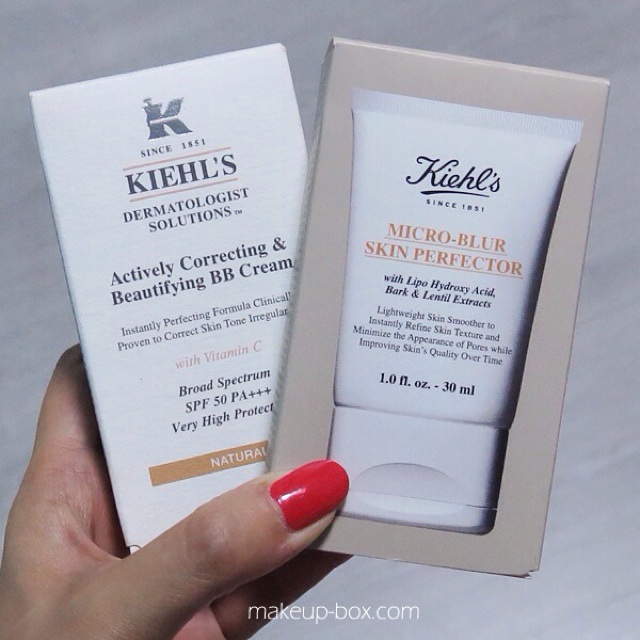 K
SINCE 1851
KIEHL'S
DERMATOLOGIST
SOLUTIONS™
Actively Correcting &
Beautifying BB Cream
Instantly Perfecting Formula Clinical
Proven to Correct Skin Tone Irregular
with Vitamin C
Broad Spectrum
SPF 50 PA+++
Very High Protect
NATURAL
Kiehl's
SINCE 1851
MICRO-BLUR
SKIN PERFECTOR
with Lipo Hydroxy Acid,
Bark & Lentil Extracts
Lightweight Skin Smoother to
Instantly Refine Skin Texture and
Minimize the Appearance of Pores while
Improving Skin's Quality Over Time
1.0 fl. oz. - 30 ml
makeup-box.com